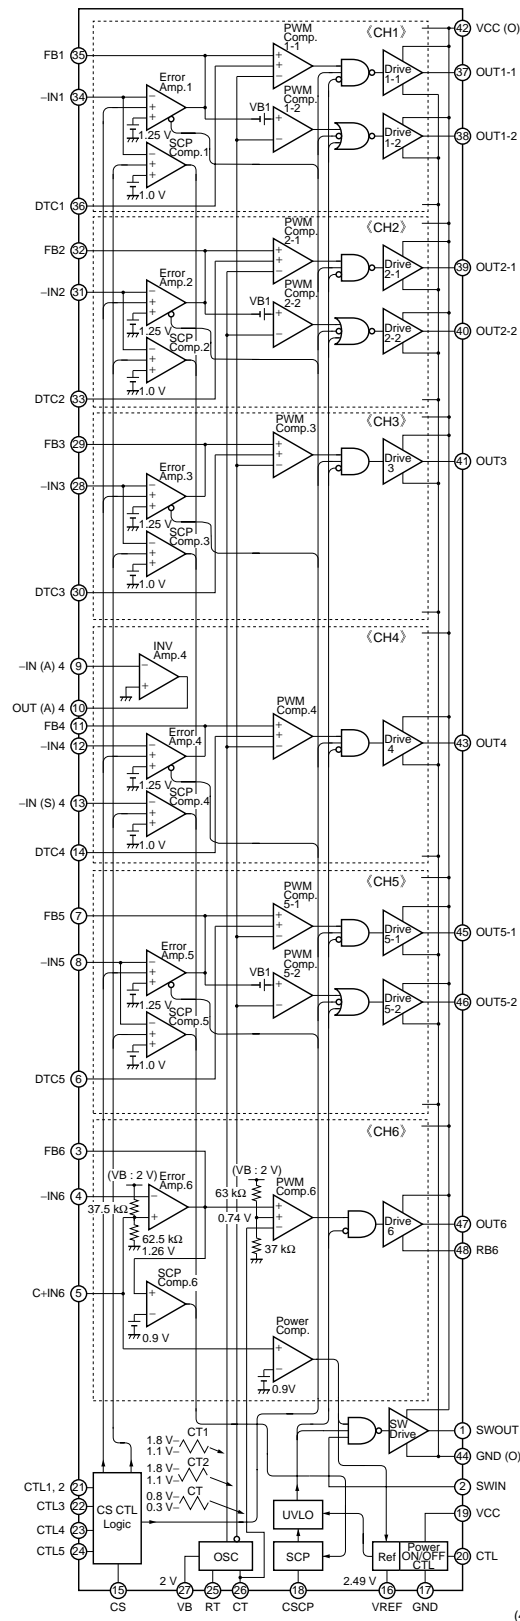 PWM
Comp.
1-1
《CH1》
42 VCC (O)
FB1 35
Error
Amp.1
Drive
1-1
37 OUT1-1
–IN1 34
VB1
PWM
Comp.
1-2
1.25 V
SCP
Comp.1
Drive
1-2
38 OUT1-2
1.0 V
DTC1 36
FB2 32
PWM
Comp.
2-1
《CH2》
Error
Amp.2
Drive
2-1
39 OUT2-1
–IN2 31
VB1
PWM
Comp.
2-2
1.25 V
SCP
Comp.2
Drive
2-2
40 OUT2-2
1.0 V
DTC2 33
《CH3》
FB3 29
PWM
Comp.3
Drive
3
41 OUT3
Error
Amp.3
–IN3 28
1.25 V
SCP
Comp.3
1.0 V
DTC3 30
《CH4》
INV
Amp.4
–IN (A) 4 9
OUT (A) 4 10
FB4 11
PWM
Comp.4
Error
Amp.4
–IN4 12
Drive
4
43 OUT4
1.25 V
SCP
Comp.4
–IN (S) 4 13
1.0 V
DTC4 14
《CH5》
PWM
Comp.
5-1
FB5 7
Drive
5-1
45 OUT5-1
Error
Amp.5
–IN5 8
VB1
PWM
Comp.
5-2
1.25 V
SCP
Comp.5
Drive
5-2
46 OUT5-2
1.0 V
DTC5 6
《CH6》
FB6 3
(VB : 2 V)
Error
Amp.6
(VB : 2 V)
PWM
Comp.6
–IN6 4
37.5 kΩ
63 kΩ
0.74 V
Drive
6
47 OUT6
62.5 kΩ
1.26 V
37 kΩ
48 RB6
SCP
Comp.6
C+IN6 5
0.9 V
Power
Comp.
0.9V
SW
Drive
1 SWOUT
44 GND (O)
1.8 V
1.1 V
CT1
1.8 V
1.1 V
CT2
0.8 V
0.3 V
CT
CTL1, 2 21
CTL3 22
CTL4 23
CTL5 24
CS CTL
Logic
2 SWIN
UVLO
19 VCC
OSC
SCP
Ref
Power
ON/OFF
CTL
20 CTL
2 V
2.49 V
15 27 25 26 18 16 17
CS VB RT CT CSCP VREF GND